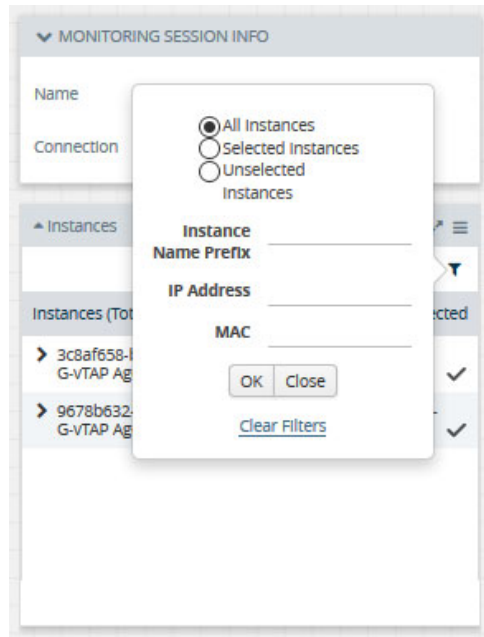 MONITORING SESSION INFO
Name
Connection
All Instances
Selected Instances
Unselected
Instances
Instance
Name Prefix
IP Address
MAC
OK Close
Clear Filters
Instances
Instances (Tot
ected
3c8af658-
G-vTAP Ag
9678b632-
G-vTAP Ag